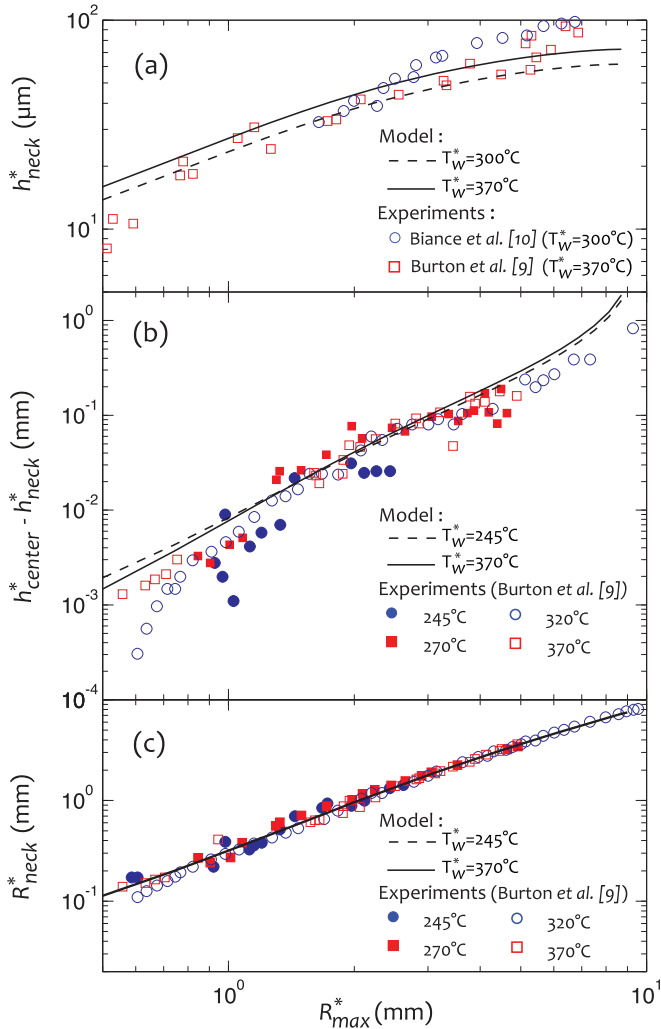 10²
(a)
h*neck (µm)
Model :
T*w=300°C
T*w=370°C
Experiments :
Biance et al. [10] (T*w=300°C)
Burton et al. [9] (T*w=370°C)
10¹
(b)
10⁰
10⁻¹
10⁻²
10⁻³
10⁻⁴
h*center - h*neck (mm)
Model :
T*w=245°C
T*w=370°C
Experiments (Burton et al. [9])
245°C 320°C
270°C 370°C
(c)
10⁰
10⁻¹
R*neck (mm)
Model :
T*w=245°C
T*w=370°C
Experiments (Burton et al. [9])
245°C 320°C
270°C 370°C
10⁰ 10¹
R*max (mm)